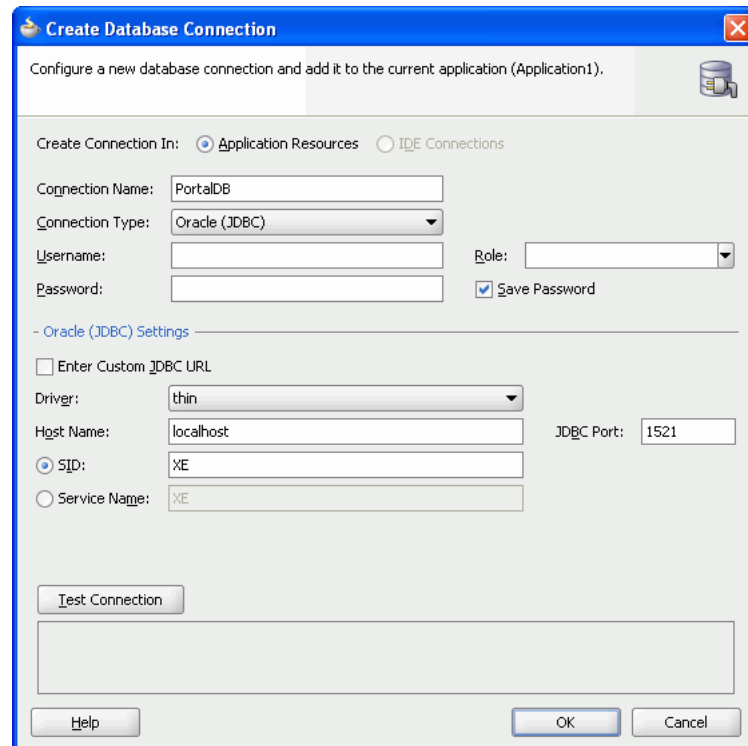 Create Database Connection
Configure a new database connection and add it to the current application (Application1).
Create Connection In: Application Resources IDE Connections
Connection Name: PortalDB
Connection Type: Oracle (JDBC)
Username: Role:
Password: Save Password
- Oracle (JDBC) Settings
Enter Custom JDBC URL
Driver: thin
Host Name: localhost JDBC Port: 1521
SID: XE
Service Name: XE
Test Connection
Help OK Cancel